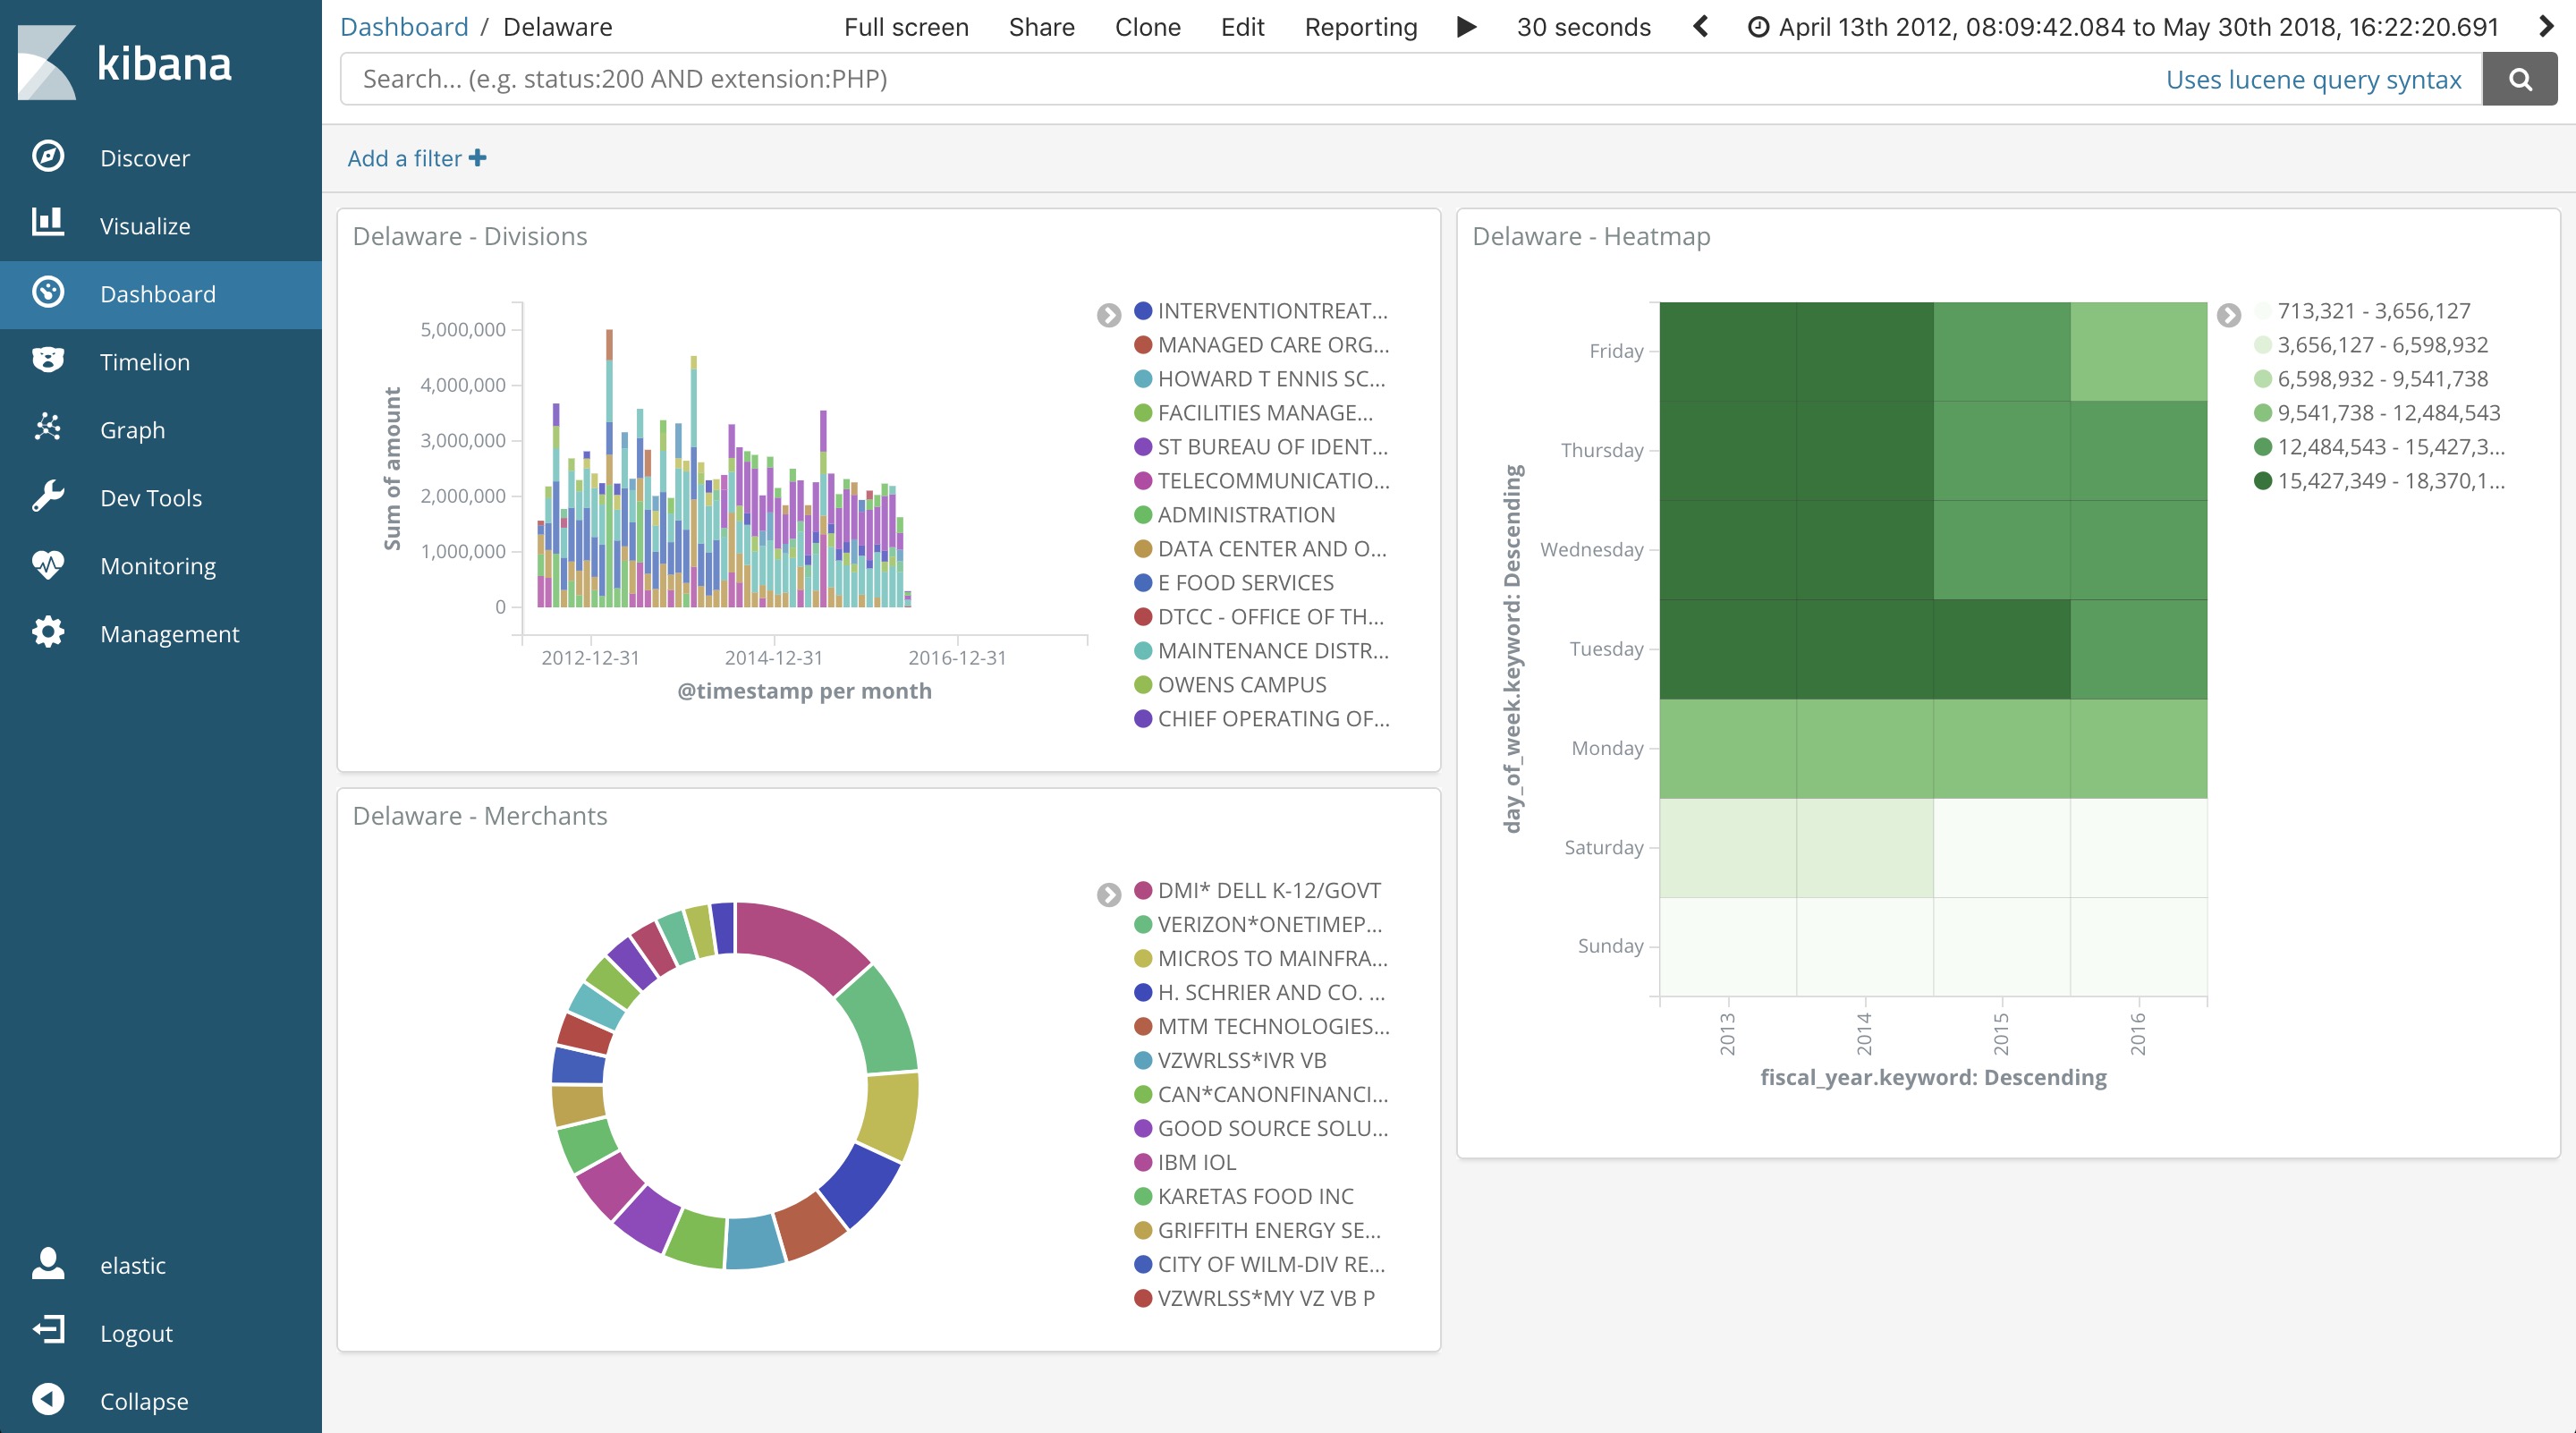 kibana
Discover
Visualize
Dashboard
Timelion
Graph
Dev Tools
Monitoring
Management
elastic
Logout
Collapse
Dashboard / Delaware
Full screen Share Clone Edit Reporting 30 seconds April 13th 2012, 08:09:42.084 to May 30th 2018, 16:22:20.691
Search... (e.g. status:200 AND extension:PHP) Uses lucene query syntax
Add a filter
Delaware - Divisions
Sum of amount
5,000,000
4,000,000
3,000,000
2,000,000
1,000,000
0
2012-12-31 2014-12-31 2016-12-31
@timestamp per month
INTERVENTIONTREAT...
MANAGED CARE ORG...
HOWARD T ENNIS SC...
FACILITIES MANAGE...
ST BUREAU OF IDENT...
TELECOMMUNICATIO...
ADMINISTRATION
DATA CENTER AND O...
E FOOD SERVICES
DTCC - OFFICE OF TH...
MAINTENANCE DISTR...
OWENS CAMPUS
CHIEF OPERATING OF...
Delaware - Merchants
DMI* DELL K-12/GOVT
VERIZON*ONETIMEP...
MICROS TO MAINFRA...
H. SCHRIER AND CO. ...
MTM TECHNOLOGIES...
VZWRLSS*IVR VB
CAN*CANONFINANCI...
GOOD SOURCE SOLU...
IBM IOL
KARETAS FOOD INC
GRIFFITH ENERGY SE...
CITY OF WILM-DIV RE...
VZWRLSS*MY VZ VB P
Delaware - Heatmap
day_of_week.keyword: Descending
Friday
Thursday
Wednesday
Tuesday
Monday
Saturday
Sunday
2013 2014 2015 2016
fiscal_year.keyword: Descending
713,321 - 3,656,127
3,656,127 - 6,598,932
6,598,932 - 9,541,738
9,541,738 - 12,484,543
12,484,543 - 15,427,3...
15,427,349 - 18,370,1...